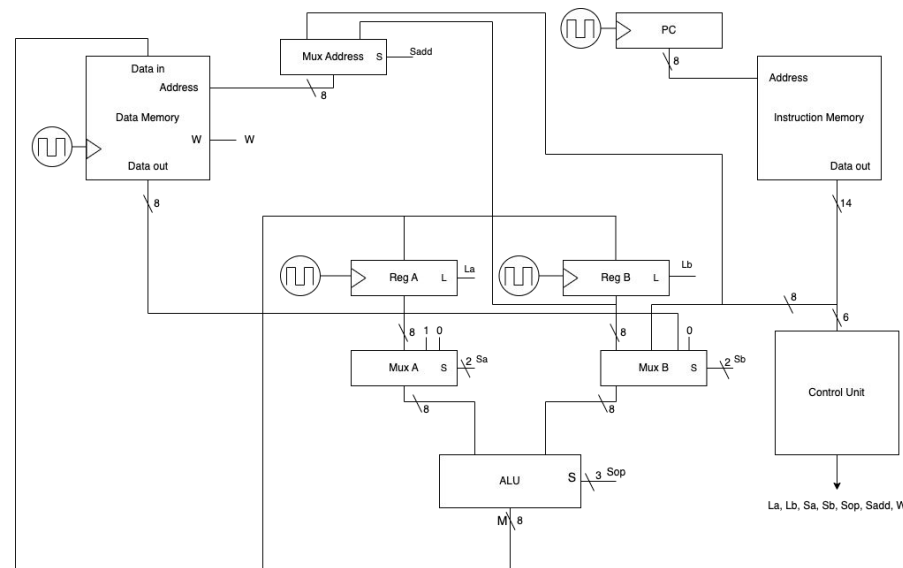 PC
8
Mux Address
S
Sadd
8
Data in
Address
Data Memory
W
W
Data out
8
Address
Instruction Memory
Data out
14
Reg A
L
La
Reg B
L
Lb
8
1
0
8
0
8
6
Mux A
S
2
Sa
Mux B
S
2
Sb
Control Unit
8
8
ALU
S
3
Sop
M
8
La, Lb, Sa, Sb, Sop, Sadd, W